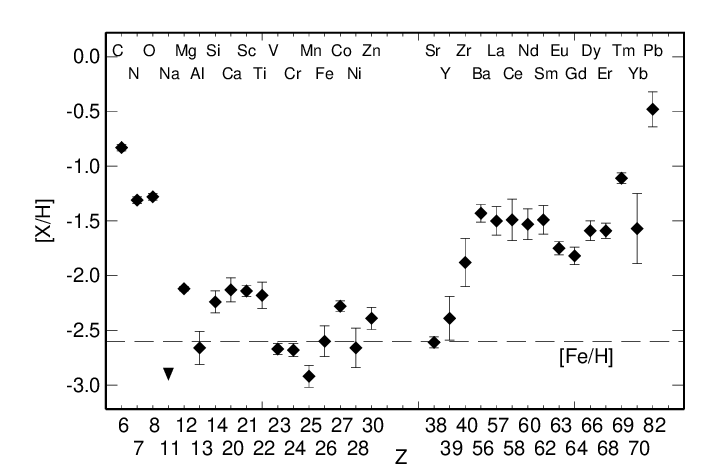 C O Mg Si Sc V Mn Co Zn Sr Zr La Nd Eu Dy Tm Pb
N Na Al Ca Ti Cr Fe Ni Y Ba Ce Sm Gd Er Yb
0.0
-0.5
-1.0
-1.5
-2.0
-2.5
-3.0
[X/H]
[Fe/H]
6 8 12 14 21 23 25 27 30 38 40 57 60 63 66 69 82
7 11 13 20 22 24 26 28 39 56 58 62 64 68 70
Z